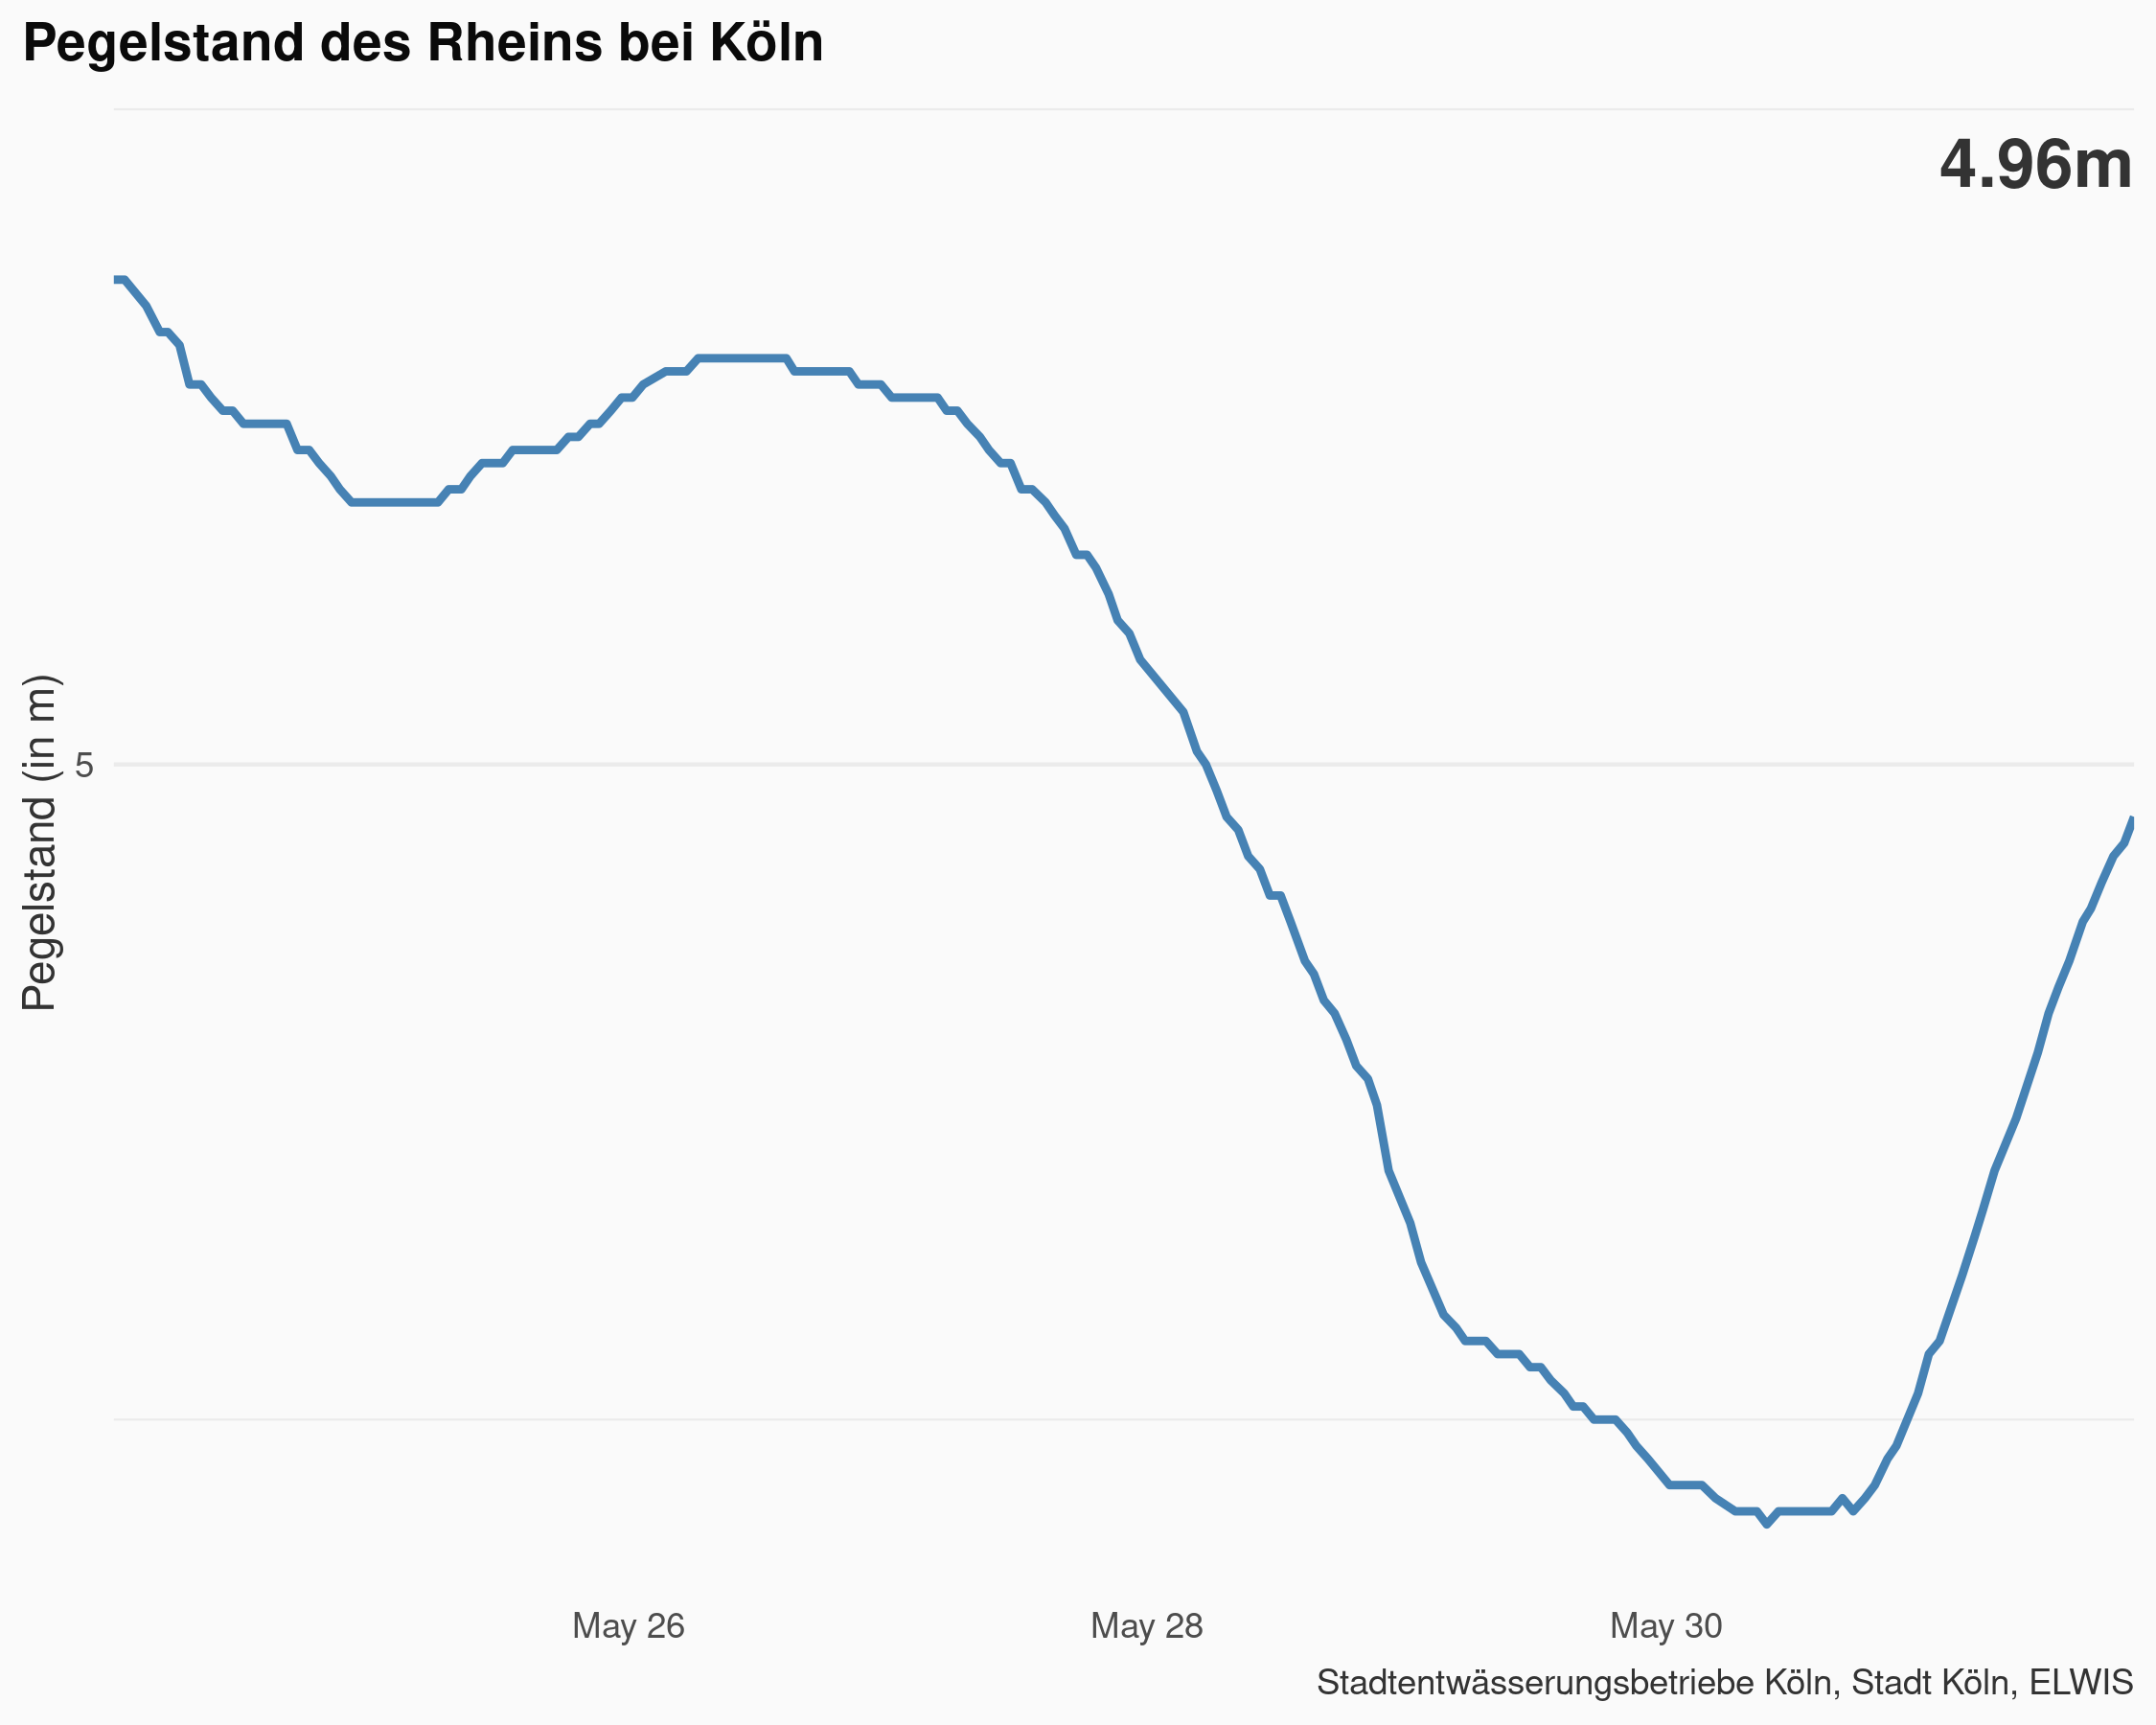 Pegelstand des Rheins bei Köln
4.96m
Pegelstand (in m)
5
May 26
May 28
May 30
Stadtentwässerungsbetriebe Köln, Stadt Köln, ELWIS